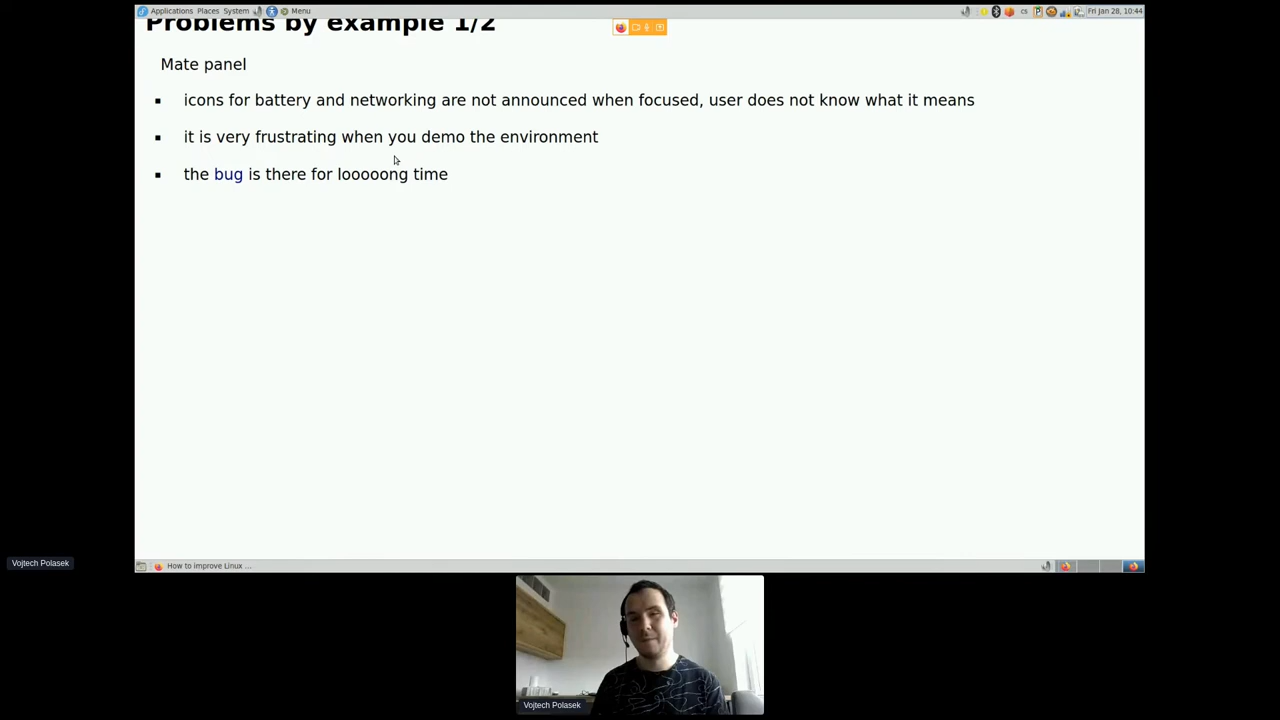 Applications Places System Menu
cs
Fri Jan 28, 10:44
Problems by example 1/2
Mate panel
icons for battery and networking are not announced when focused, user does not know what it means
it is very frustrating when you demo the environment
the bug is there for looooong time
How to improve Linux ...
Vojtech Polasek
Vojtech Polasek